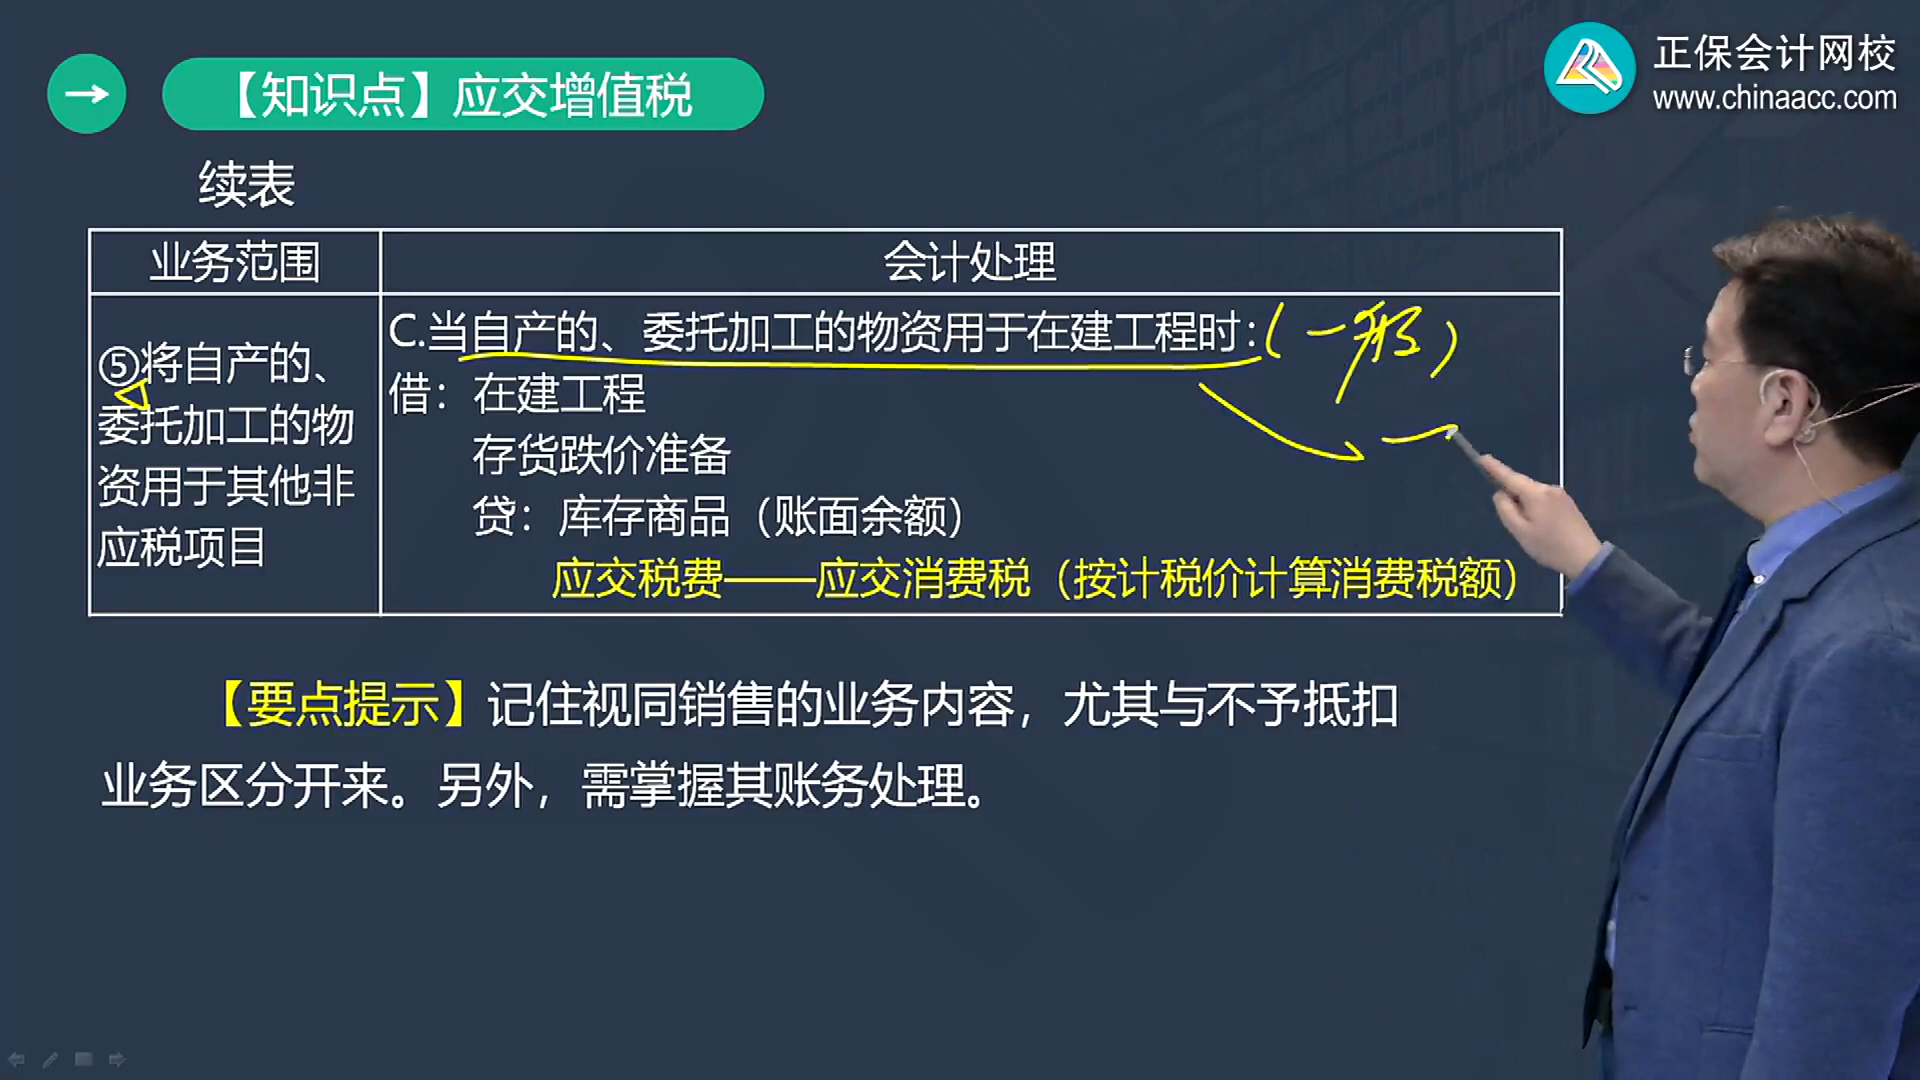 正保会计网校
www.chinaacc.com
【知识点】应交增值税
续表
业务范围
会计处理
⑤将自产的、
委托加工的物
资用于其他非
应税项目
C.当自产的、委托加工的物资用于在建工程时：（一般）
借：在建工程
存货跌价准备
贷：库存商品（账面余额）
应交税费——应交消费税（按计税价计算消费税额）
【要点提示】记住视同销售的业务内容，尤其与不予抵扣
业务区分开来。另外，需掌握其账务处理。